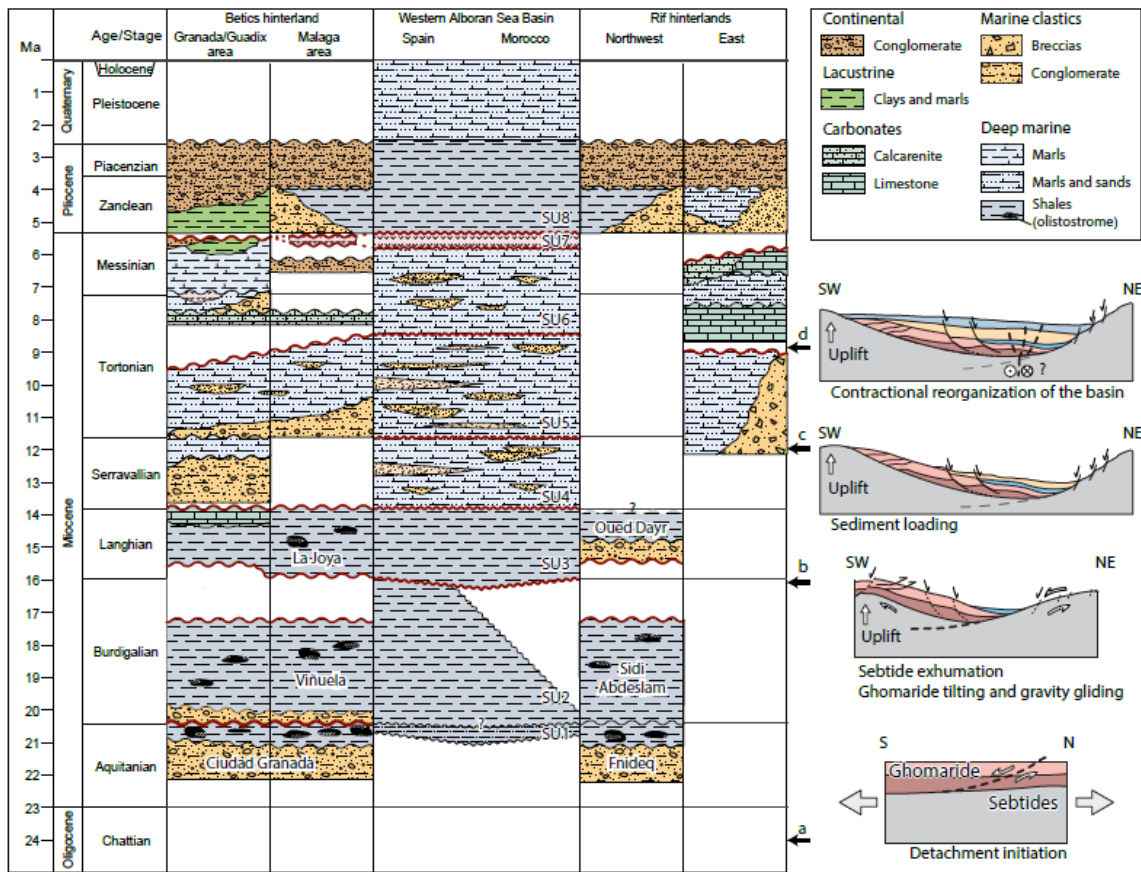 Ma
Age/Stage
Betics hinterland
Granada/Guadix
area
Malaga
area
Western Alboran Sea Basin
Spain
Morocco
Rif hinterlands
Northwest
East
Quaternary
Pliocene
Miocene
Oligocene
Holocene
Pleistocene
Piacenzian
Zanclean
Messinian
Tortonian
Serravallian
Langhian
Burdigalian
Aquitanian
Chattian
1
2
3
4
5
6
7
8
9
10
11
12
13
14
15
16
17
18
19
20
21
22
23
24
SU8
SU7
SU6
SU5
SU4
?
SU3
SU2
?
SU1
La Joya
Viñuela
Ciudad Granada
?
Oued Dayr
Sidi
Abdeslam
Fnideq
d
c
b
a
Continental
Conglomerate
Lacustrine
Clays and marls
Carbonates
Calcarenite
Limestone
Marine clastics
Breccias
Conglomerate
Deep marine
Marls
Marls and sands
Shales
(olistostrome)
SW
NE
Uplift
?
Contractional reorganization of the basin
SW
NE
Uplift
Sediment loading
SW
NE
Uplift
Sebtide exhumation
Ghomaride tilting and gravity gliding
S
N
Ghomaride
Sebtides
Detachment initiation